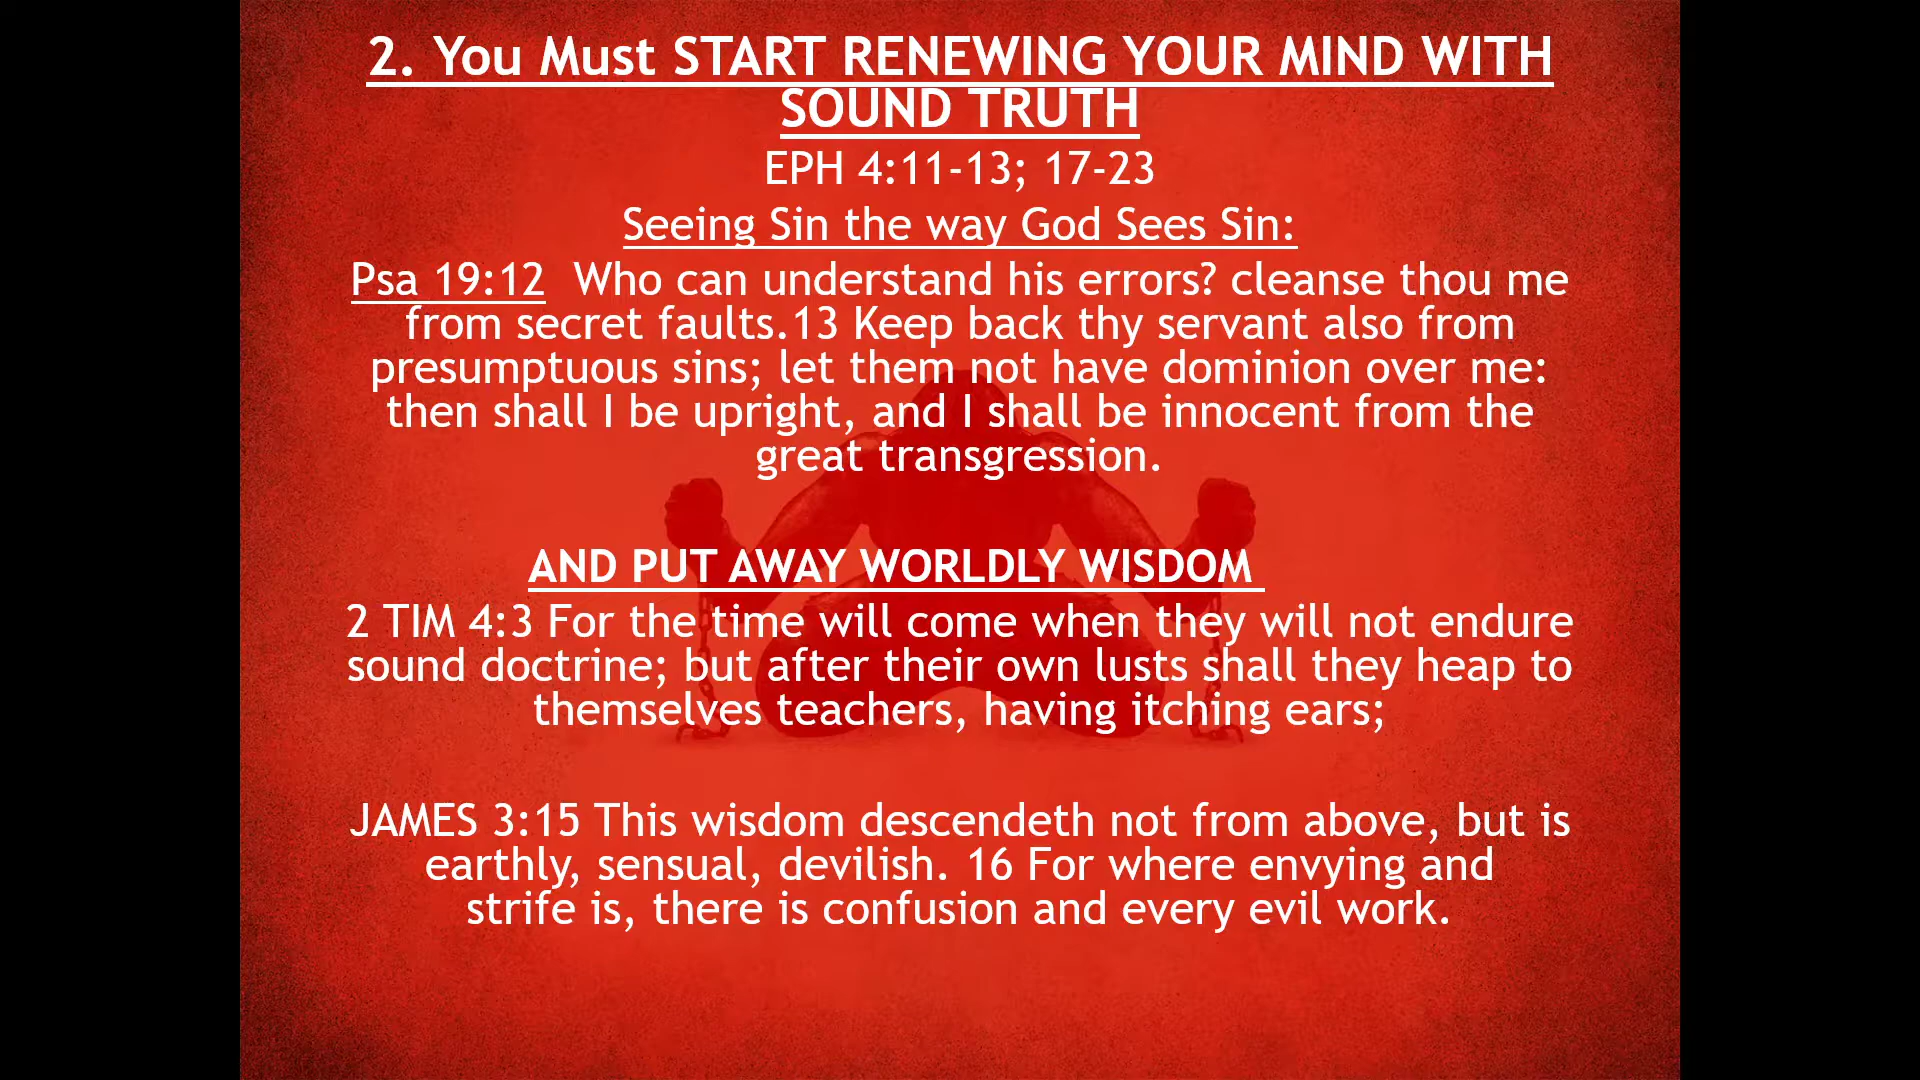 2. You Must START RENEWING YOUR MIND WITH
SOUND TRUTH
EPH 4:11-13; 17-23
Seeing Sin the way God Sees Sin:
Psa 19:12  Who can understand his errors? cleanse thou me
from secret faults.13 Keep back thy servant also from
presumptuous sins; let them not have dominion over me:
then shall I be upright, and I shall be innocent from the
great transgression.
AND PUT AWAY WORLDLY WISDOM
2 TIM 4:3 For the time will come when they will not endure
sound doctrine; but after their own lusts shall they heap to
themselves teachers, having itching ears;
JAMES 3:15 This wisdom descendeth not from above, but is
earthly, sensual, devilish. 16 For where envying and
strife is, there is confusion and every evil work.